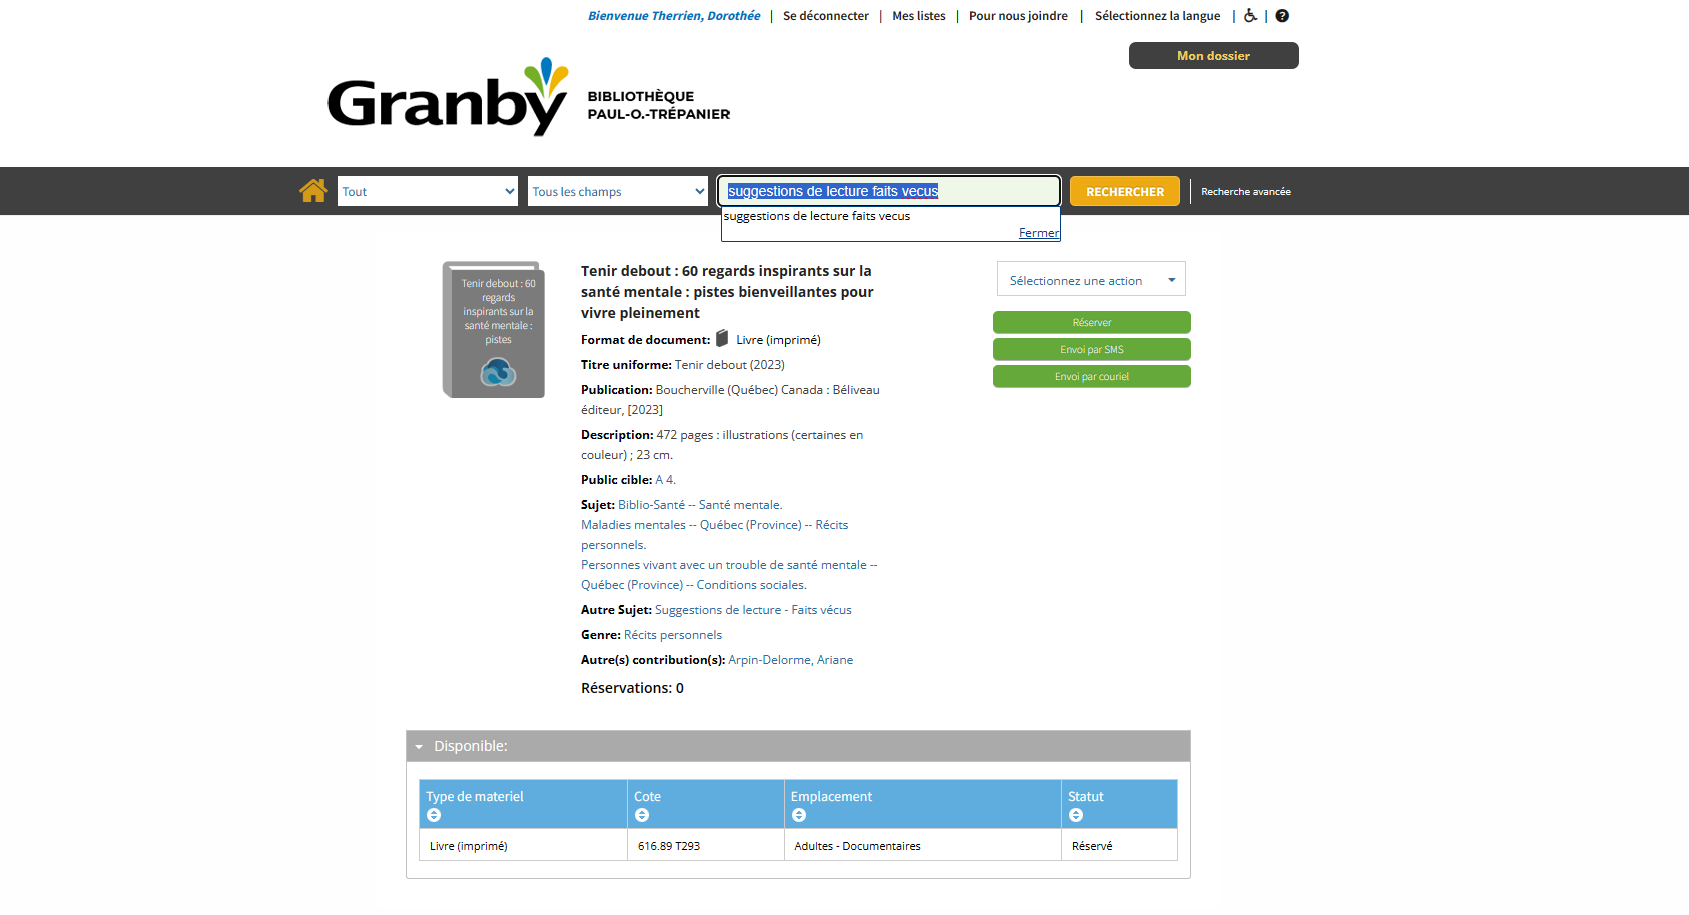 Bienvenue Therrien, Dorothée | Se déconnecter | Mes listes | Pour nous joindre | Sélectionnez la langue | |
Mon dossier
Granby
BIBLIOTHÈQUE
PAUL-O.-TRÉPANIER
Tout
Tous les champs
suggestions de lecture faits vecus
RECHERCHER
Recherche avancée
suggestions de lecture faits vecus
Fermer
Tenir debout : 60
regards
inspirants sur la
santé mentale :
pistes
Tenir debout : 60 regards inspirants sur la
santé mentale : pistes bienveillantes pour
vivre pleinement
Format de document: Livre (imprimé)
Titre uniforme: Tenir debout (2023)
Publication: Boucherville (Québec) Canada : Béliveau
éditeur, [2023]
Description: 472 pages : illustrations (certaines en
couleur) ; 23 cm.
Public cible: A 4.
Sujet: Biblio-Santé -- Santé mentale.
Maladies mentales -- Québec (Province) -- Récits
personnels.
Personnes vivant avec un trouble de santé mentale --
Québec (Province) -- Conditions sociales.
Autre Sujet: Suggestions de lecture - Faits vécus
Genre: Récits personnels
Autre(s) contribution(s): Arpin-Delorme, Ariane
Réservations: 0
Sélectionnez une action
Réserver
Envoi par SMS
Envoi par couriel
Disponible:
Type de materiel Cote Emplacement Statut
Livre (imprimé) 616.89 T293 Adultes - Documentaires Réservé